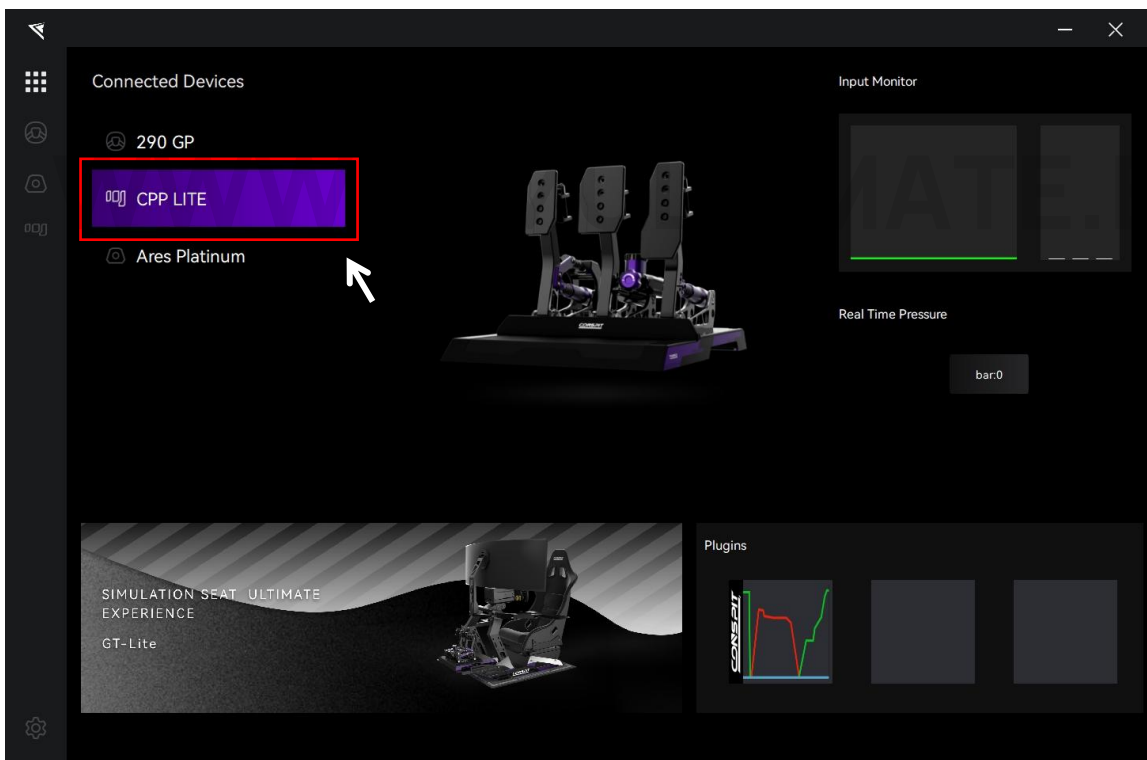 Connected Devices
290 GP
CPP LITE
Ares Platinum
Input Monitor
Real Time Pressure
bar:0
CONSPIT
SIMULATION SEAT ULTIMATE
EXPERIENCE
GT-Lite
Plugins
CONSPIT